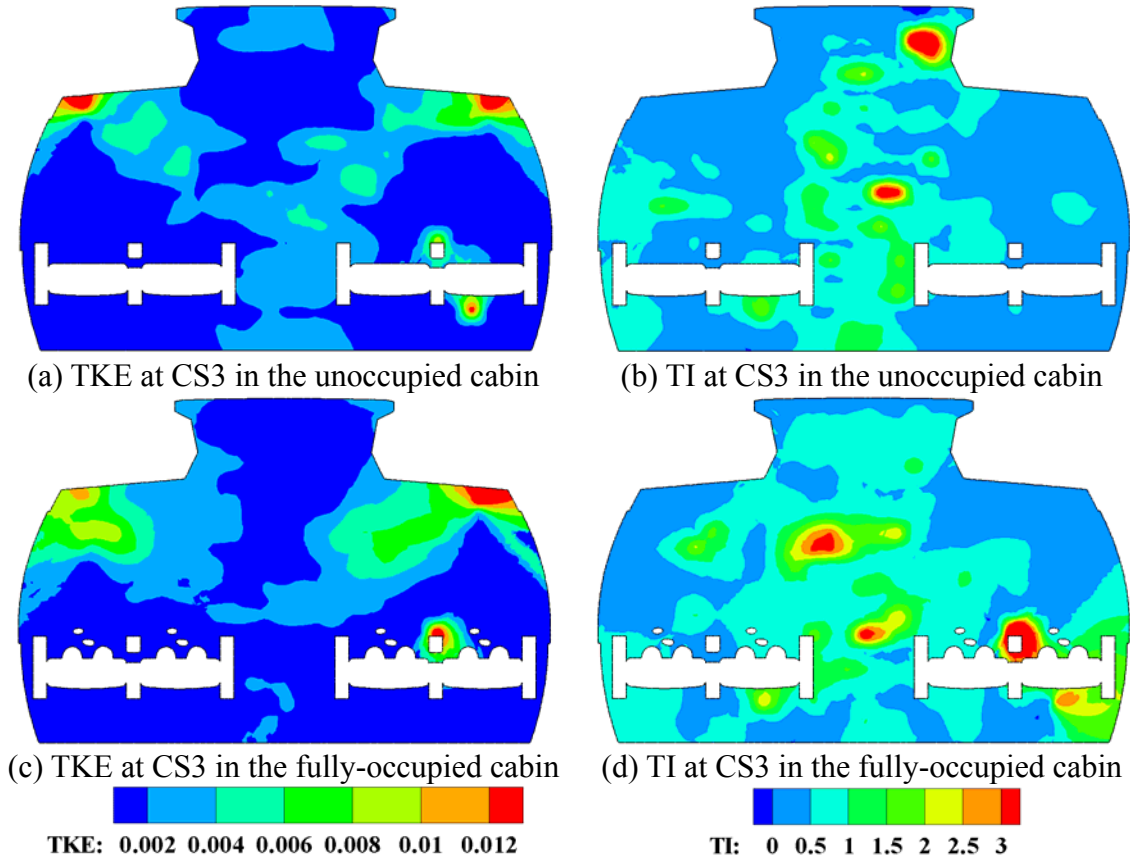 (a) TKE at CS3 in the unoccupied cabin
(b) TI at CS3 in the unoccupied cabin
(c) TKE at CS3 in the fully-occupied cabin
(d) TI at CS3 in the fully-occupied cabin
TKE: 0.002 0.004 0.006 0.008 0.01 0.012
TI: 0 0.5 1 1.5 2 2.5 3